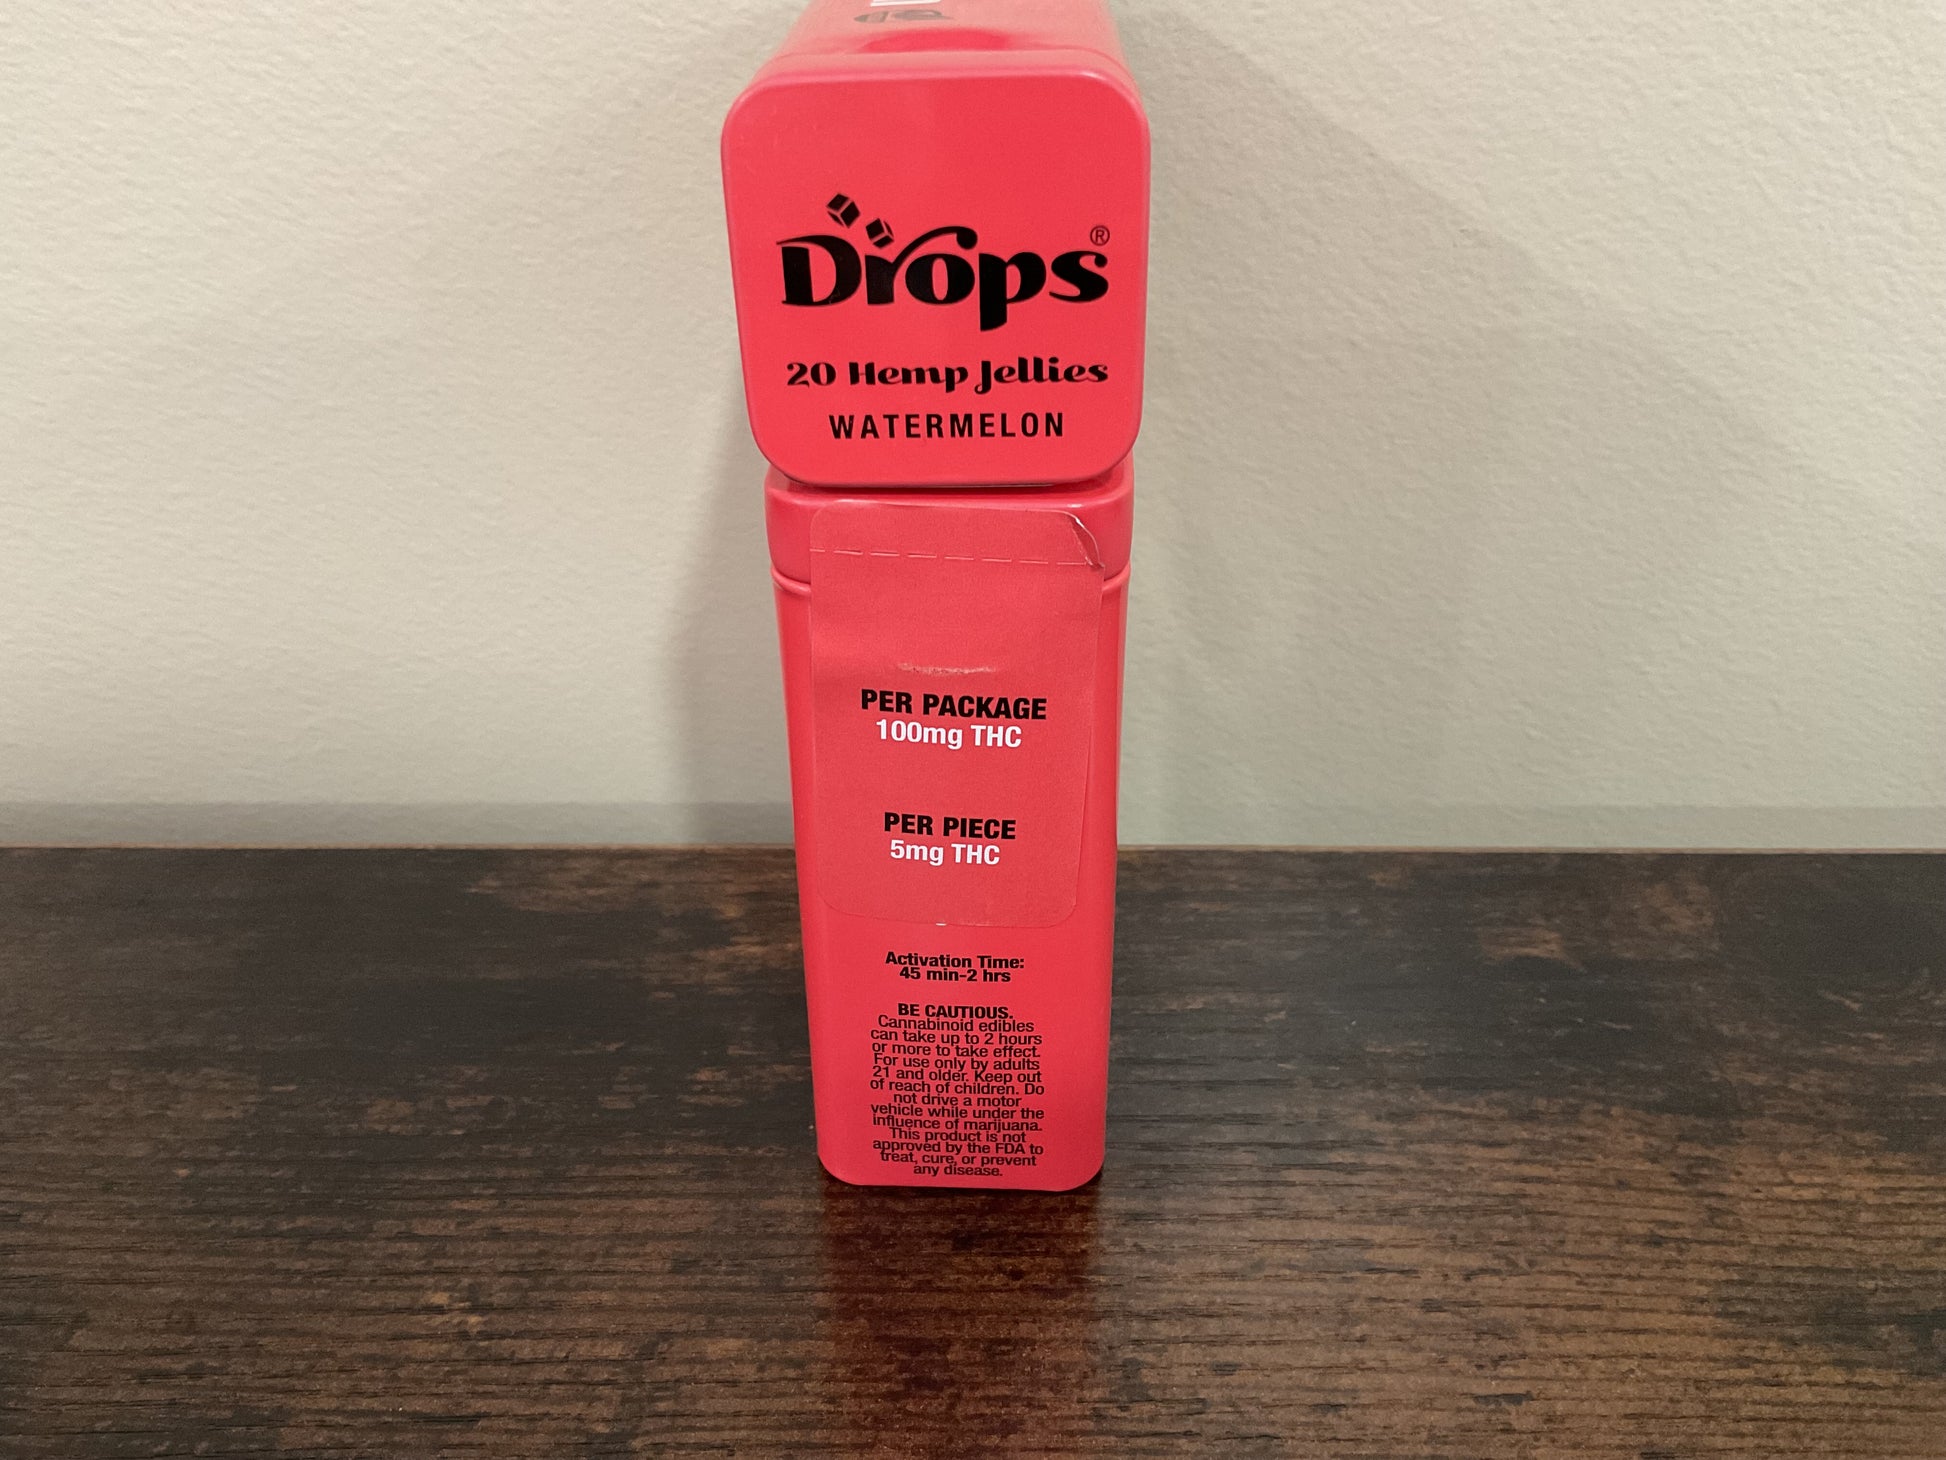 Drops®
20 Hemp Jellies
WATERMELON
PER PACKAGE
100mg THC
PER PIECE
5mg THC
Activation Time:
45 min-2 hrs
BE CAUTIOUS.
Cannabinoid edibles
can take up to 2 hours
or more to take effect.
For use only by adults
21 and older. Keep out
of reach of children. Do
not drive a motor
vehicle while under the
influence of marijuana.
This product is not
approved by the FDA to
treat, cure, or prevent
any disease.